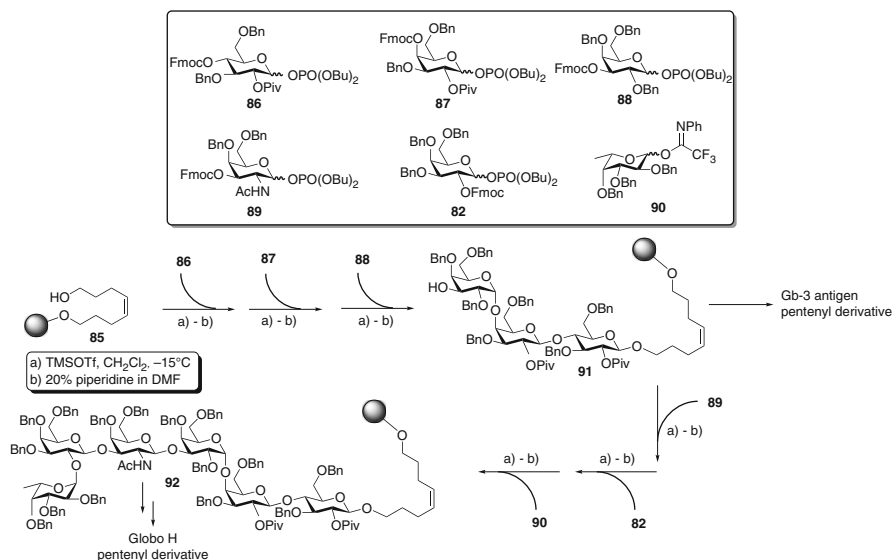 OBn
FmocO
BnO
O
OPO(OBu)2
OPiv
86
OBn
FmocO
O
BnO
OPO(OBu)2
OPiv
87
BnO
OBn
O
FmocO
OPO(OBu)2
OBn
88
BnO
OBn
O
FmocO
AcHN
OPO(OBu)2
89
BnO
OBn
O
BnO
OPO(OBu)2
OFmoc
82
NPh
O
CF3
O
OBn
OBn
OBn
90
86
87
88
HO
O
85
a) - b)
a) - b)
a) - b)
BnO
OBn
O
HO
BnO
O
OBn
O
BnO
OPiv
O
OBn
O
BnO
OPiv
O
O
91
Gb-3 antigen
pentenyl derivative
a) TMSOTf, CH2Cl2, –15°C
b) 20% piperidine in DMF
89
a) - b)
BnO
OBn
O
BnO
O
BnO
OBn
O
O
AcHN
BnO
OBn
O
O
BnO
O
OBn
O
BnO
OPiv
O
OBn
O
BnO
OPiv
O
O
92
O
O
OBn
OBn
OBn
a) - b)
a) - b)
90
82
Globo H
pentenyl derivative